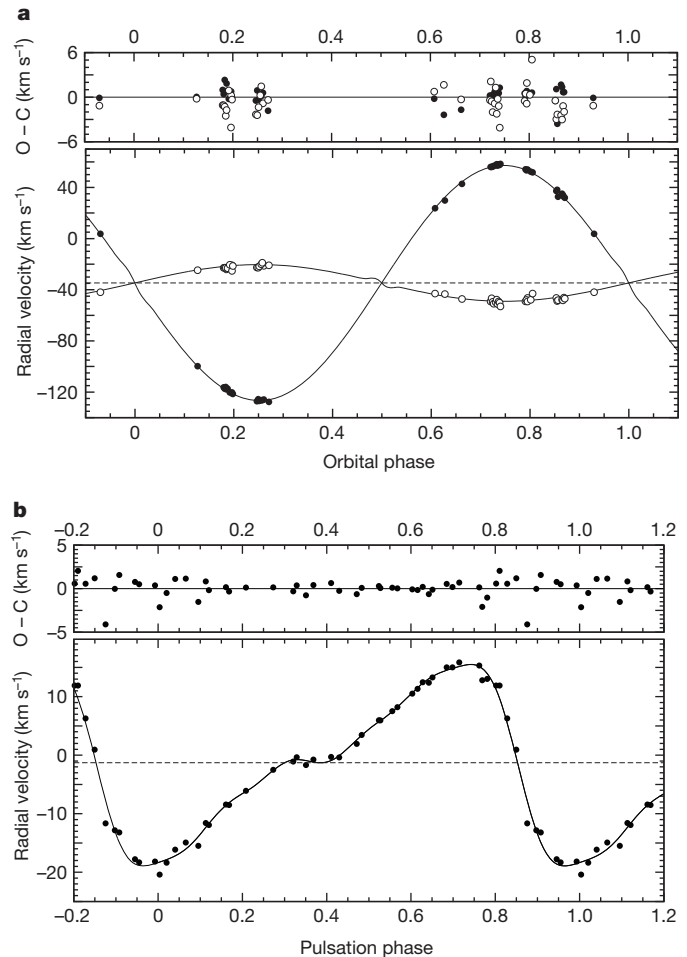 a
0 0.2 0.4 0.6 0.8 1.0
O – C (km s⁻¹)
6
0
–6
Radial velocity (km s⁻¹)
40
0
–40
–80
–120
0 0.2 0.4 0.6 0.8 1.0
Orbital phase
b
–0.2 0 0.2 0.4 0.6 0.8 1.0 1.2
O – C (km s⁻¹)
5
0
–5
Radial velocity (km s⁻¹)
10
0
–10
–20
–0.2 0 0.2 0.4 0.6 0.8 1.0 1.2
Pulsation phase